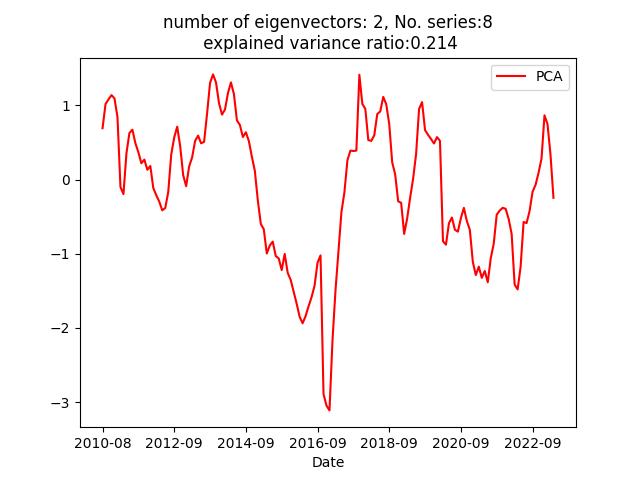 number of eigenvectors: 2, No. series:8
explained variance ratio:0.214
PCA
1
0
−1
−2
−3
2010-08 2012-09 2014-09 2016-09 2018-09 2020-09 2022-09
Date